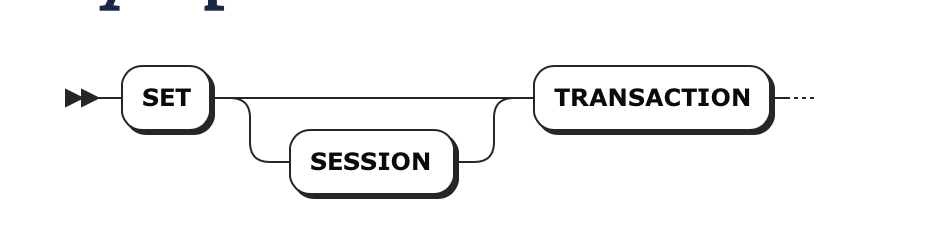 SET
TRANSACTION
SESSION